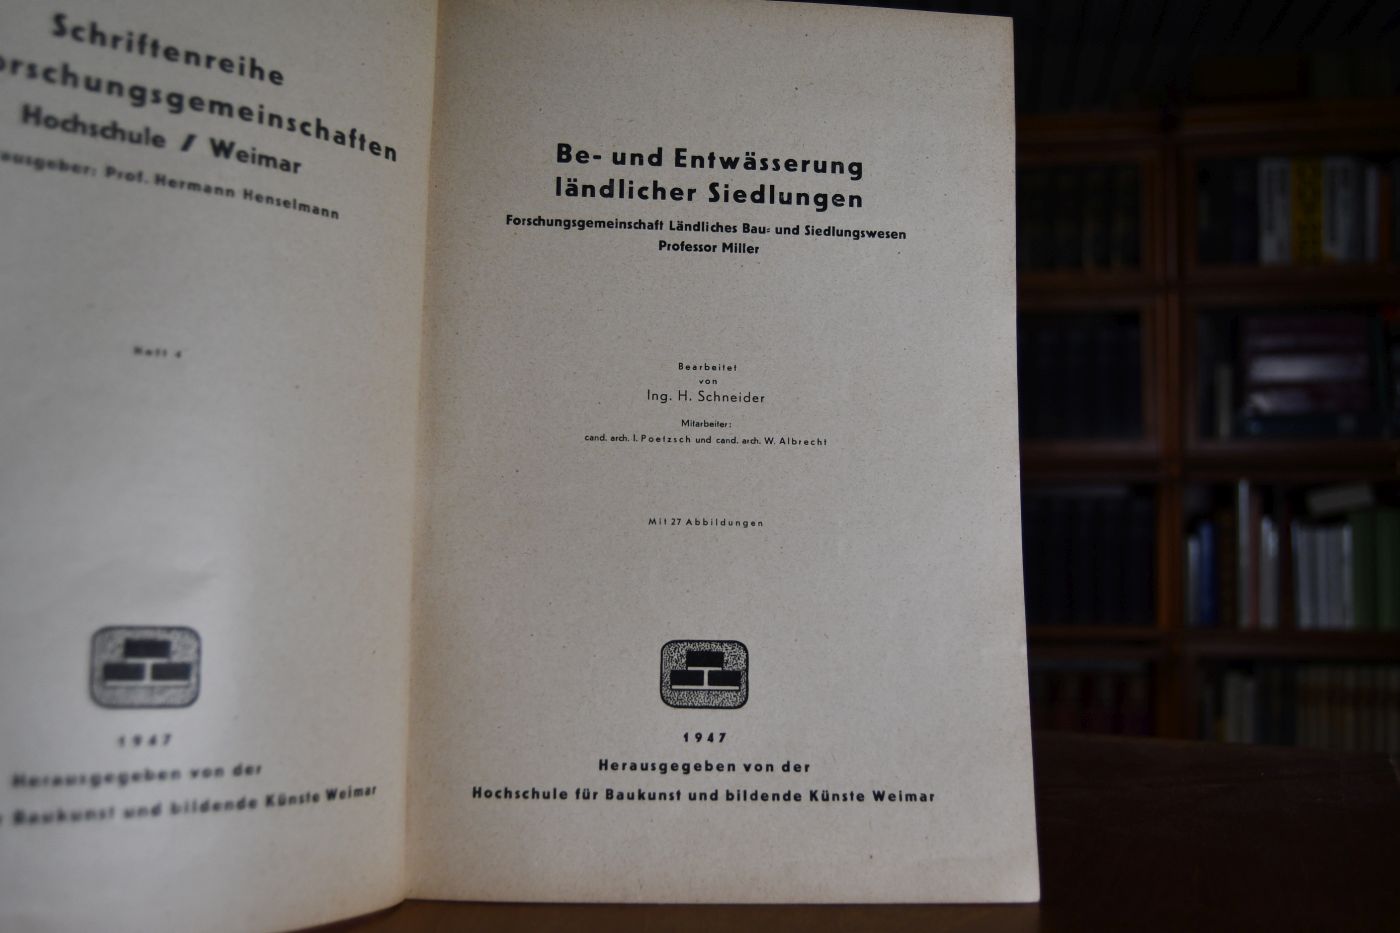 Schriftenreihe
orschungsgemeinschaften
Hochschule / Weimar
ausgeber: Prof. Hermann Henselmann
Heft 4
1947
Herausgegeben von der
Baukunst und bildende Künste Weimar
Be- und Entwässerung
ländlicher Siedlungen
Forschungsgemeinschaft Ländliches Bau- und Siedlungswesen
Professor Miller
Bearbeitet
von
Ing. H. Schneider
Mitarbeiter:
cand. arch. I. Poetzsch und cand. arch. W. Albrecht
Mit 27 Abbildungen
1947
Herausgegeben von der
Hochschule für Baukunst und bildende Künste Weimar